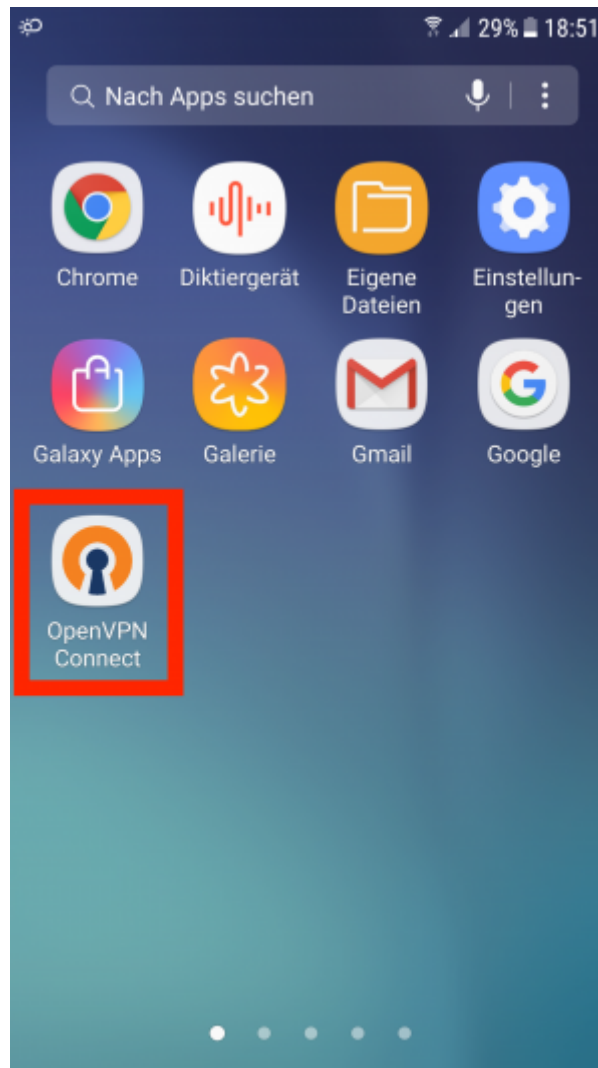 29% 18:51
Nach Apps suchen
Chrome
Diktiergerät
Eigene
Dateien
Einstellun-
gen
Galaxy Apps
Galerie
Gmail
Google
OpenVPN
Connect